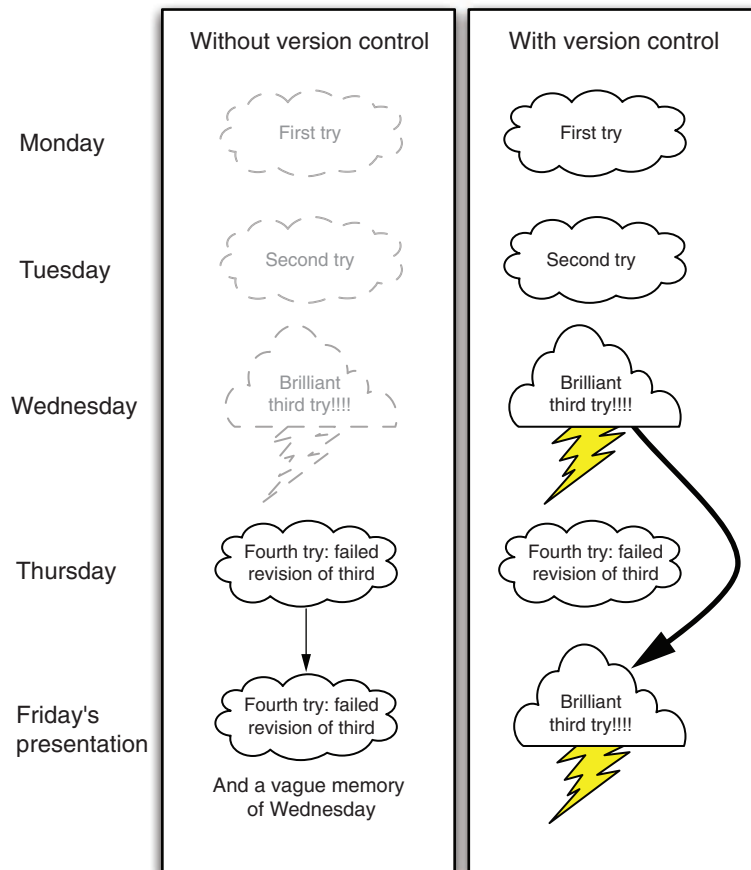 Without version control
With version control
Monday
First try
First try
Tuesday
Second try
Second try
Wednesday
Brilliant
third try!!!!
Brilliant
third try!!!!
Thursday
Fourth try: failed
revision of third
Fourth try: failed
revision of third
Friday's
presentation
Fourth try: failed
revision of third
And a vague memory
of Wednesday
Brilliant
third try!!!!